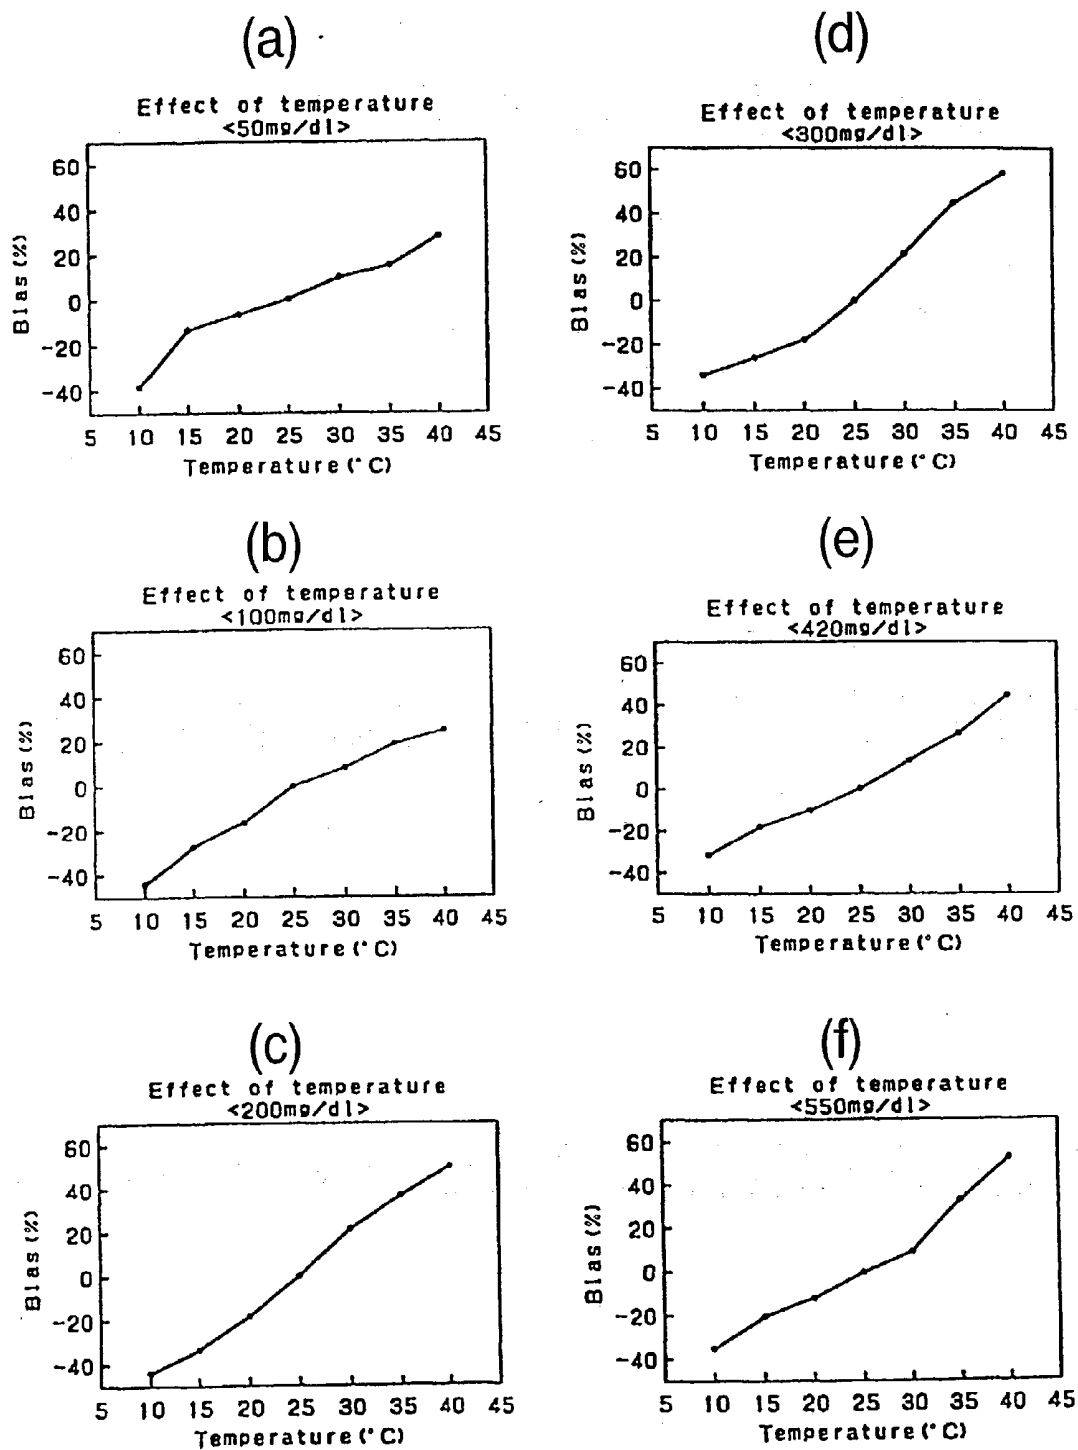 (a)
Effect of temperature
<50mg/dl>
60
40
20
0
-20
-40
Bias (%)
5 10 15 20 25 30 35 40 45
Temperature (°C)
(b)
Effect of temperature
<100mg/dl>
60
40
20
0
-20
-40
Bias (%)
5 10 15 20 25 30 35 40 45
Temperature (°C)
(c)
Effect of temperature
<200mg/dl>
60
40
20
0
-20
-40
Bias (%)
5 10 15 20 25 30 35 40 45
Temperature (°C)
(d)
Effect of temperature
<300mg/dl>
60
40
20
0
-20
-40
Bias (%)
5 10 15 20 25 30 35 40 45
Temperature (°C)
(e)
Effect of temperature
<420mg/dl>
60
40
20
0
-20
-40
Bias (%)
5 10 15 20 25 30 35 40 45
Temperature (°C)
(f)
Effect of temperature
<550mg/dl>
60
40
20
0
-20
-40
Bias (%)
5 10 15 20 25 30 35 40 45
Temperature (°C)